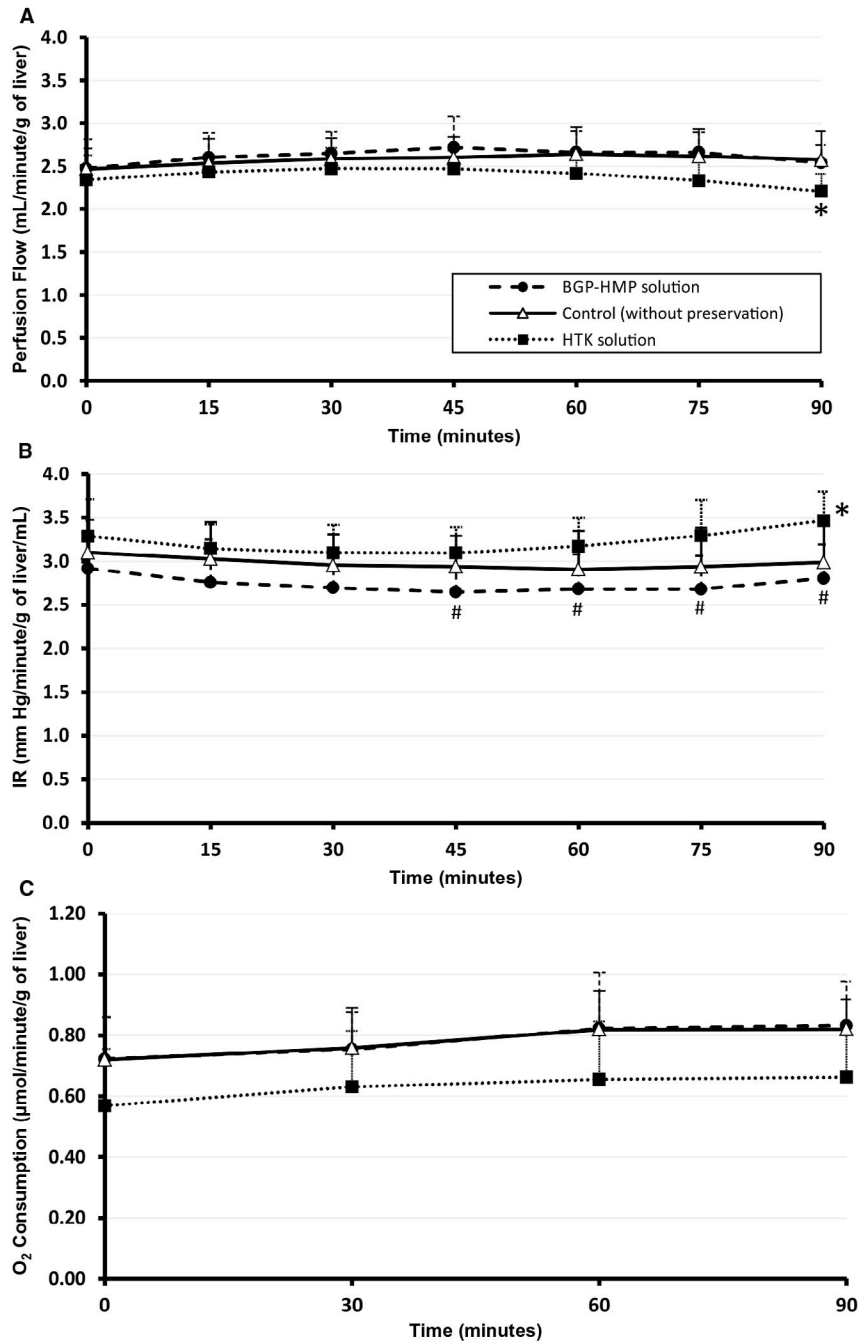 A
Perfusion Flow (mL/minute/g of liver)
4.0
3.5
3.0
2.5
2.0
1.5
1.0
0.5
0.0
*
BGP-HMP solution
Control (without preservation)
HTK solution
0 15 30 45 60 75 90
Time (minutes)
B
IR (mm Hg/minute/g of liver/mL)
4.0
3.5
3.0
2.5
2.0
1.5
1.0
0.5
0.0
*
# # # #
0 15 30 45 60 75 90
Time (minutes)
C
O₂ Consumption (µmol/minute/g of liver)
1.20
1.00
0.80
0.60
0.40
0.20
0.00
0 30 60 90
Time (minutes)